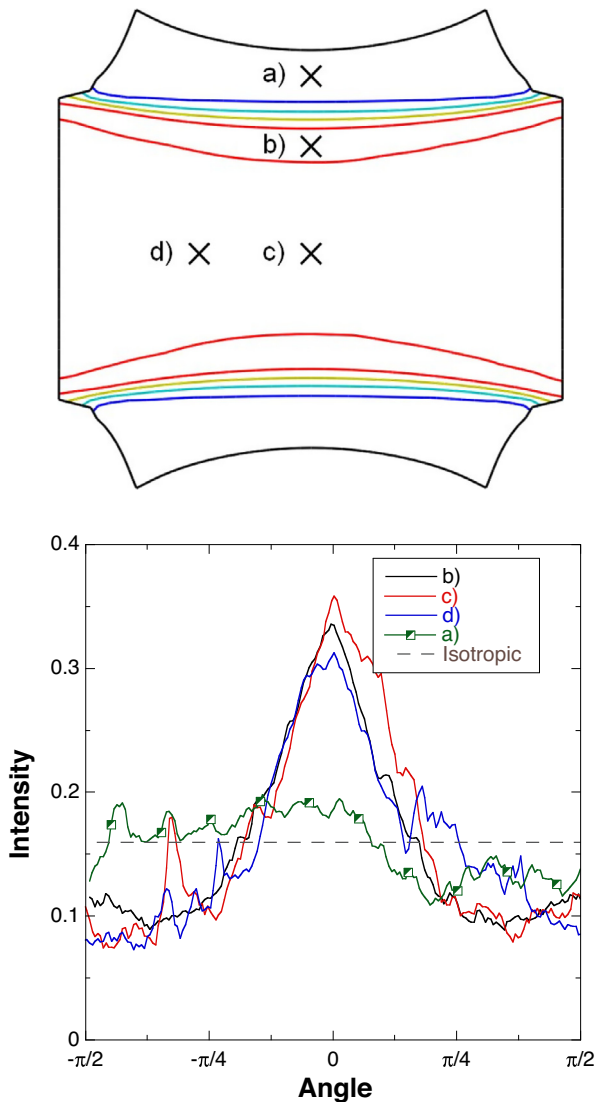 a)
b)
d) c)
0.4
b)
c)
d)
a)
Isotropic
0.3
Intensity
0.2
0.1
0
-π/2 -π/4 0 π/4 π/2
Angle